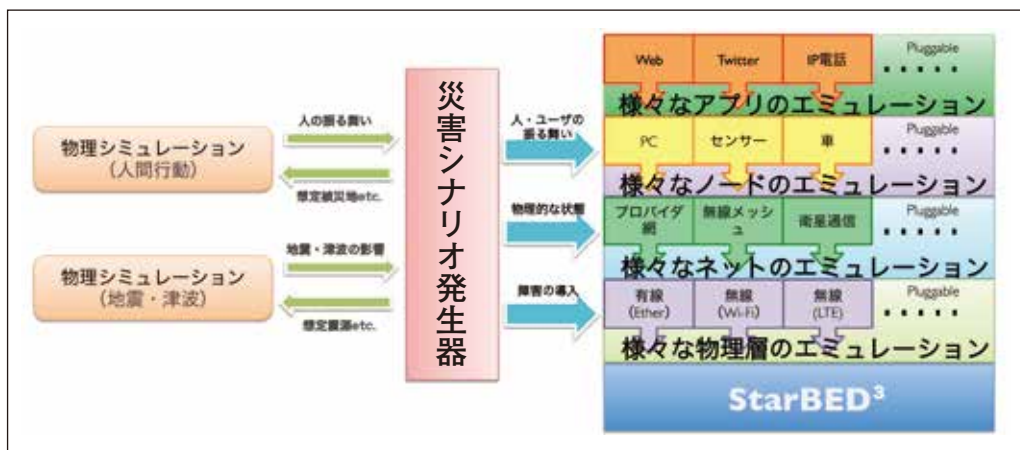 物理シミュレーション
(人間行動)
人の振る舞い
想定被災地etc.
物理シミュレーション
(地震・津波)
地震・津波の影響
想定震源etc.
災害シナリオ発生器
人・ユーザの
振る舞い
物理的な状態
障害の導入
Web
Twitter
IP電話
Pluggable
・・・・・
様々なアプリのエミュレーション
PC
センサー
車
Pluggable
・・・・・
様々なノードのエミュレーション
プロバイダ
網
無線メッシ
ュ
衛星通信
Pluggable
・・・・・
様々なネットのエミュレーション
有線
(Ether)
無線
(Wi-Fi)
無線
(LTE)
Pluggable
・・・・・
様々な物理層のエミュレーション
StarBED³